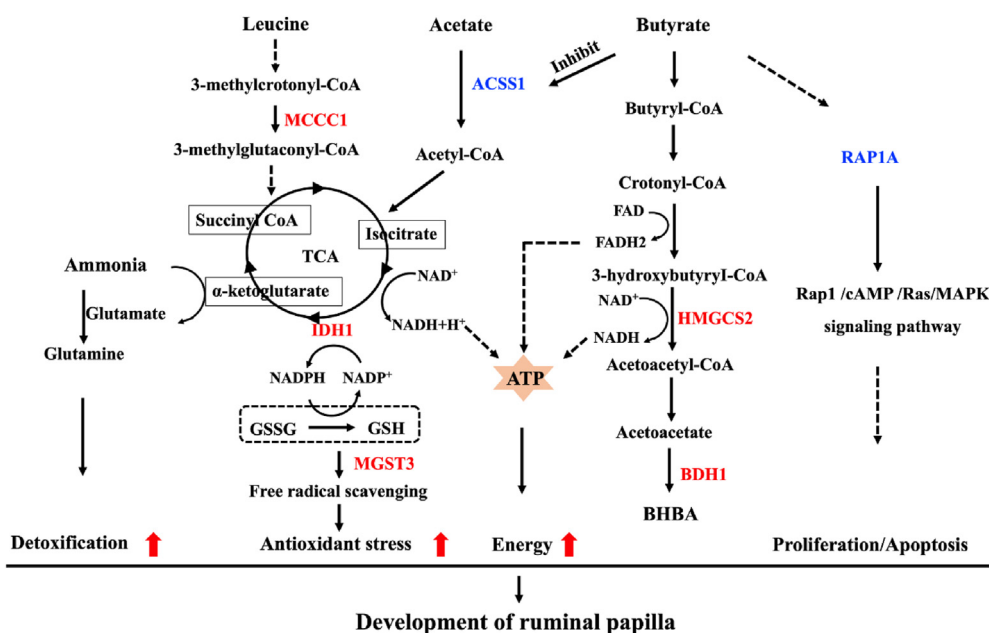 Leucine
Acetate
Butyrate
Inhibit
3-methylcrotonyl-CoA
ACSS1
Butyryl-CoA
MCCC1
3-methylglutaconyl-CoA
Acetyl-CoA
RAP1A
Crotonyl-CoA
Succinyl CoA
Isocitrate
FAD
FADH2
TCA
Ammonia
NAD+
3-hydroxybutyryI-CoA
α-ketoglutarate
Glutamate
NAD+
Rap1 /cAMP /Ras/MAPK
signaling pathway
IDH1
NADH+H+
HMGCS2
NADH
Glutamine
Acetoacetyl-CoA
NADPH
NADP+
ATP
GSSG
GSH
Acetoacetate
MGST3
BDH1
Free radical scavenging
BHBA
Detoxification
Antioxidant stress
Energy
Proliferation/Apoptosis
Development of ruminal papilla